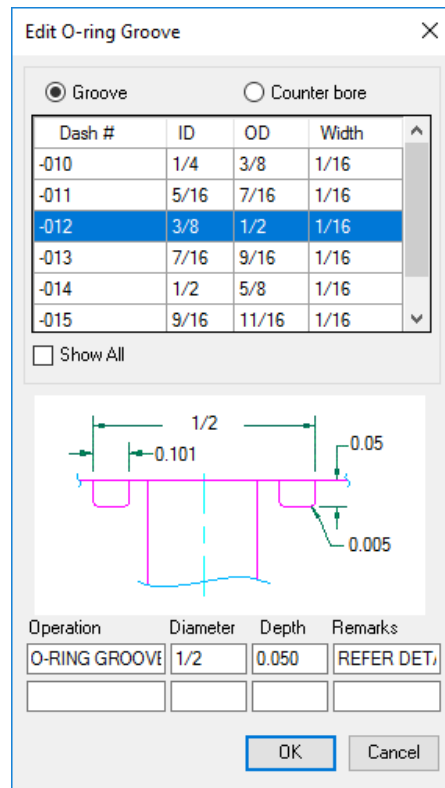 Edit O-ring Groove
Groove Counter bore
Dash # ID OD Width
-010 1/4 3/8 1/16
-011 5/16 7/16 1/16
-012 3/8 1/2 1/16
-013 7/16 9/16 1/16
-014 1/2 5/8 1/16
-015 9/16 11/16 1/16
Show All
1/2
0.101
0.05
0.005
Operation Diameter Depth Remarks
O-RING GROOVE 1/2 0.050 REFER DETA
OK Cancel